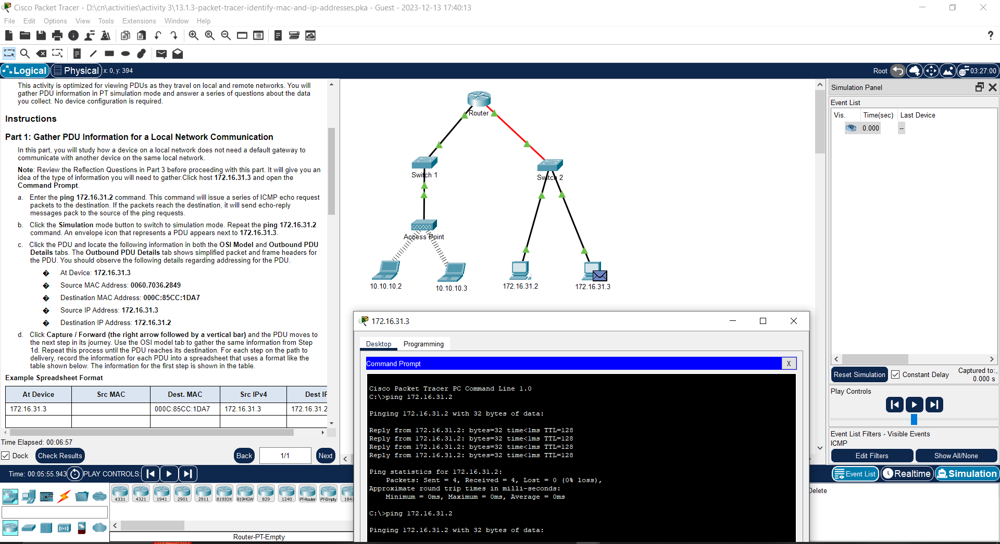 Cisco Packet Tracer - D:\cn\activities\activity 3\13.1.3-packet-tracer-identify-mac-and-ip-addresses.pka - Guest - 2023-12-13 17:40:13
File Edit Options View Tools Extensions Window Help
?
Logical Physical x: 0, y: 394
Root 03:27:00
This activity is optimized for viewing PDUs as they travel on local and remote networks. You will
gather PDU information in PT simulation mode and answer a series of questions about the data
you collect. No device configuration is required.
Instructions
Part 1: Gather PDU Information for a Local Network Communication
In this part, you will study how a device on a local network does not need a default gateway to
communicate with another device on the same local network.
Note: Review the Reflection Questions in Part 3 before proceeding with this part. It will give you an
idea of the type of information you will need to gather.Click host 172.16.31.3 and open the
Command Prompt.
a. Enter the ping 172.16.31.2 command. This command will issue a series of ICMP echo request
packets to the destination. If the packets reach the destination, it will send echo-reply
messages pack to the source of the ping requests.
b. Click the Simulation mode button to switch to simulation mode. Repeat the ping 172.16.31.2
command. An envelope icon that represents a PDU appears next to 172.16.31.3.
c. Click the PDU and locate the following information in both the OSI Model and Outbound PDU
Details tabs. The Outbound PDU Details tab shows simplified packet and frame headers for
the PDU. You should observe the following details regarding addressing for the PDU.
� At Device: 172.16.31.3
� Source MAC Address: 0060.7036.2849
� Destination MAC Address: 000C:85CC:1DA7
� Source IP Address: 172.16.31.3
� Destination IP Address: 172.16.31.2
d. Click Capture / Forward (the right arrow followed by a vertical bar) and the PDU moves to
the next step in its journey. Use the OSI model tab to gather the same information from Step
1d. Repeat this process until the PDU reaches its destination. For each step on the path to
delivery, record the information for each PDU into a spreadsheet that uses a format like the
table shown below. The information for the first step is shown in the table.
Example Spreadsheet Format
At Device Src MAC Dest. MAC Src IPv4 Dest IP
172.16.31.3 000C:85CC:1DA7 172.16.31.3 172.16.31.2
Time Elapsed: 00:06:57
Dock Check Results Back 1/1 Next
Router
Switch 1
Switch 2
Access Point
10.10.10.2
10.10.10.3
172.16.31.2
172.16.31.3
172.16.31.3
Desktop Programming
Command Prompt X
Cisco Packet Tracer PC Command Line 1.0
C:\>ping 172.16.31.2
Pinging 172.16.31.2 with 32 bytes of data:
Reply from 172.16.31.2: bytes=32 time<1ms TTL=128
Reply from 172.16.31.2: bytes=32 time<1ms TTL=128
Reply from 172.16.31.2: bytes=32 time<1ms TTL=128
Reply from 172.16.31.2: bytes=32 time<1ms TTL=128
Ping statistics for 172.16.31.2:
Packets: Sent = 4, Received = 4, Lost = 0 (0% loss),
Approximate round trip times in milli-seconds:
Minimum = 0ms, Maximum = 0ms, Average = 0ms
C:\>ping 172.16.31.2
Pinging 172.16.31.2 with 32 bytes of data:
Simulation Panel
Event List
Vis. Time(sec) Last Device
0.000 --
Reset Simulation Constant Delay Captured to:
0.000 s
Play Controls
Event List Filters - Visible Events
ICMP
Edit Filters Show All/None
Event List Realtime Simulation
Delete
Time: 00:05:55.943 PLAY CONTROLS:
4331 4321 1941 2901 2911 819IOX 819HGW 829 1240 PT-Router PT-Empty 1841
Router-PT-Empty